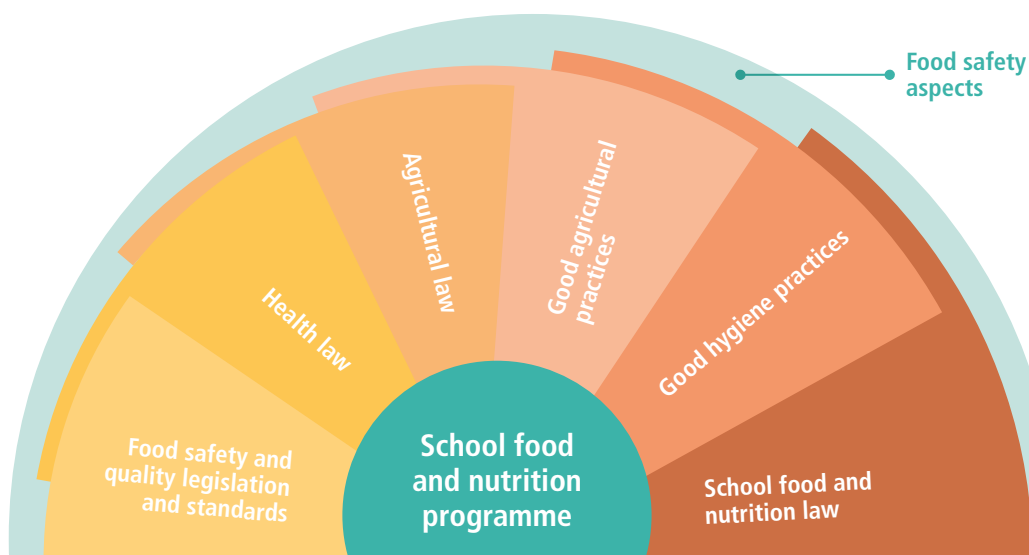 Food safety
aspects
Food safety and
quality legislation
and standards
Health law
Agricultural law
Good agricultural
practices
Good hygiene practices
School food and
nutrition law
School food
and nutrition
programme